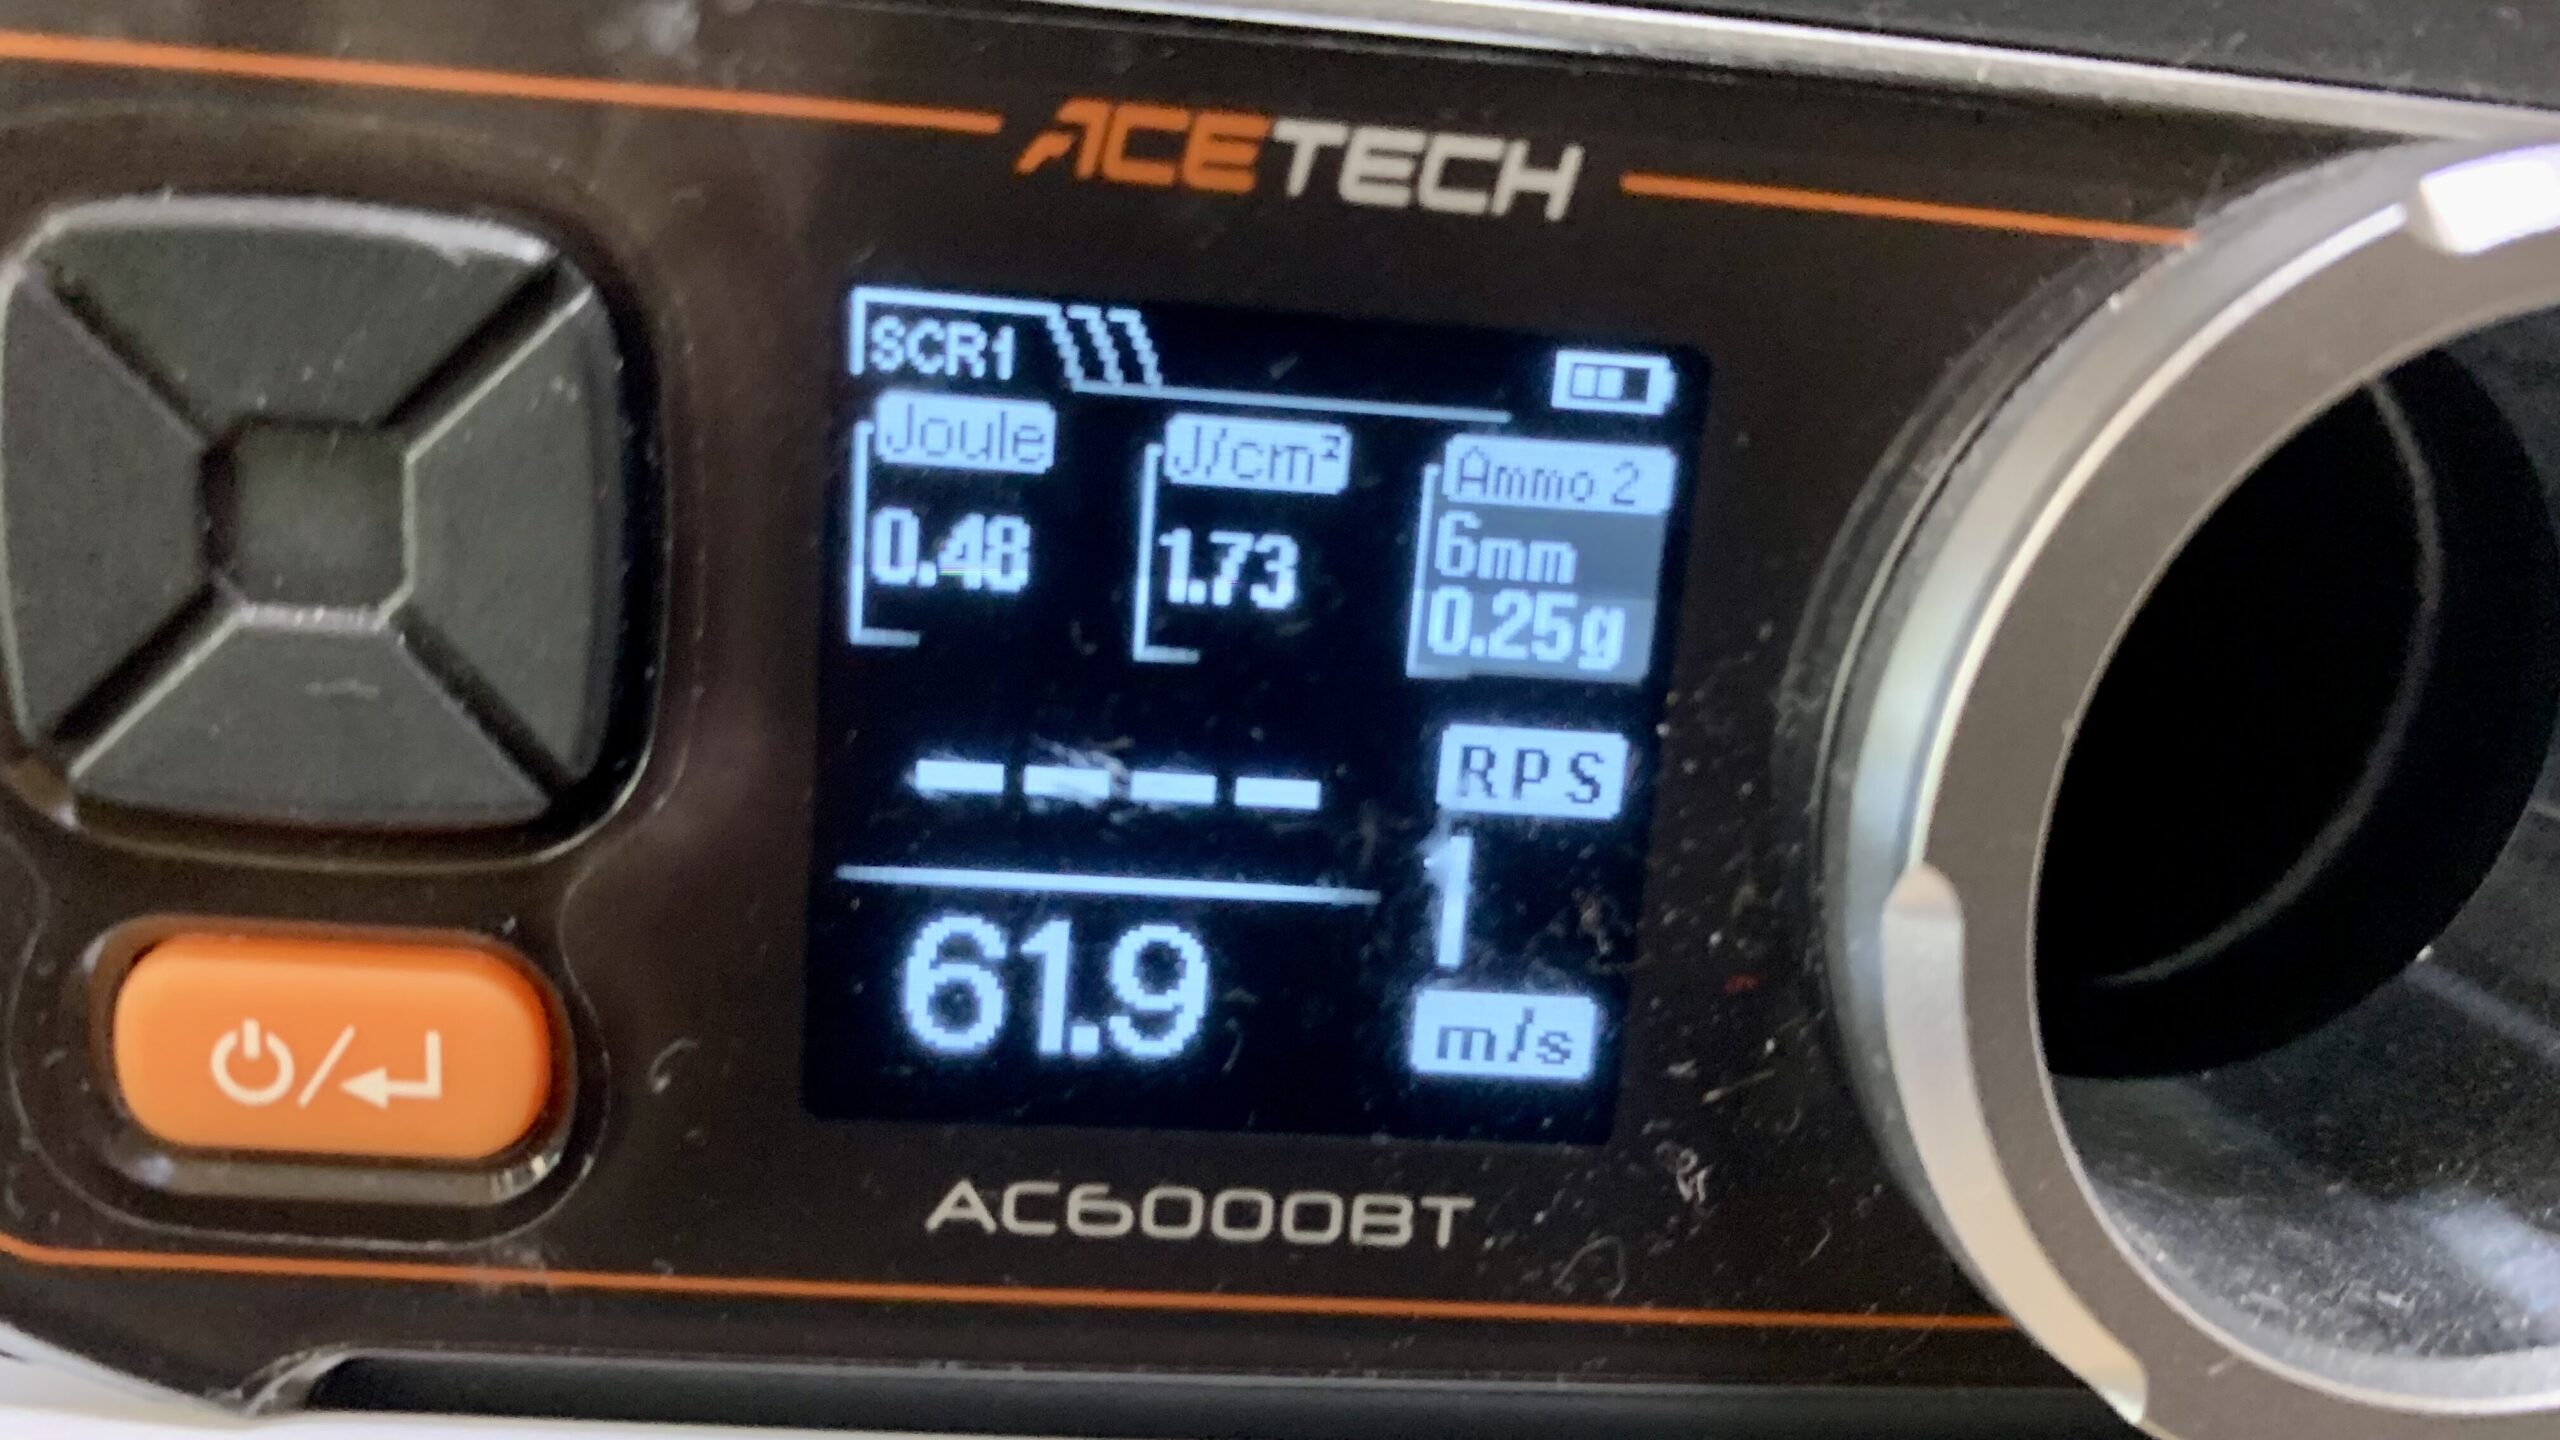 ACETECH
SCR1
Joule
J/cm²
Ammo 2
0.48
1.73
6mm
0.25g
----
RPS
1
61.9
m/s
AC6000BT